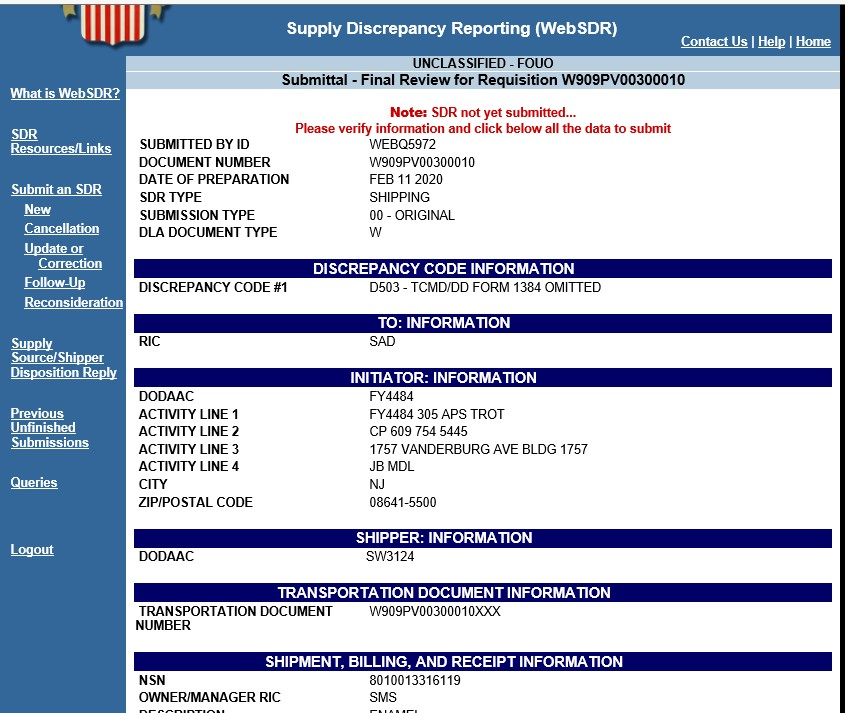 Supply Discrepancy Reporting (WebSDR)
Contact Us | Help | Home
UNCLASSIFIED - FOUO
Submittal - Final Review for Requisition W909PV00300010
What is WebSDR?
SDR
Resources/Links
Submit an SDR
New
Cancellation
Update or
Correction
Follow-Up
Reconsideration
Supply
Source/Shipper
Disposition Reply
Previous
Unfinished
Submissions
Queries
Logout
Note: SDR not yet submitted...
Please verify information and click below all the data to submit
SUBMITTED BY ID WEBQ5972
DOCUMENT NUMBER W909PV00300010
DATE OF PREPARATION FEB 11 2020
SDR TYPE SHIPPING
SUBMISSION TYPE 00 - ORIGINAL
DLA DOCUMENT TYPE W
DISCREPANCY CODE INFORMATION
DISCREPANCY CODE #1 D503 - TCMD/DD FORM 1384 OMITTED
TO: INFORMATION
RIC SAD
INITIATOR: INFORMATION
DODAAC FY4484
ACTIVITY LINE 1 FY4484 305 APS TROT
ACTIVITY LINE 2 CP 609 754 5445
ACTIVITY LINE 3 1757 VANDERBURG AVE BLDG 1757
ACTIVITY LINE 4 JB MDL
CITY NJ
ZIP/POSTAL CODE 08641-5500
SHIPPER: INFORMATION
DODAAC SW3124
TRANSPORTATION DOCUMENT INFORMATION
TRANSPORTATION DOCUMENT W909PV00300010XXX
NUMBER
SHIPMENT, BILLING, AND RECEIPT INFORMATION
NSN 8010013316119
OWNER/MANAGER RIC SMS
DESCRIPTION ENAMEL